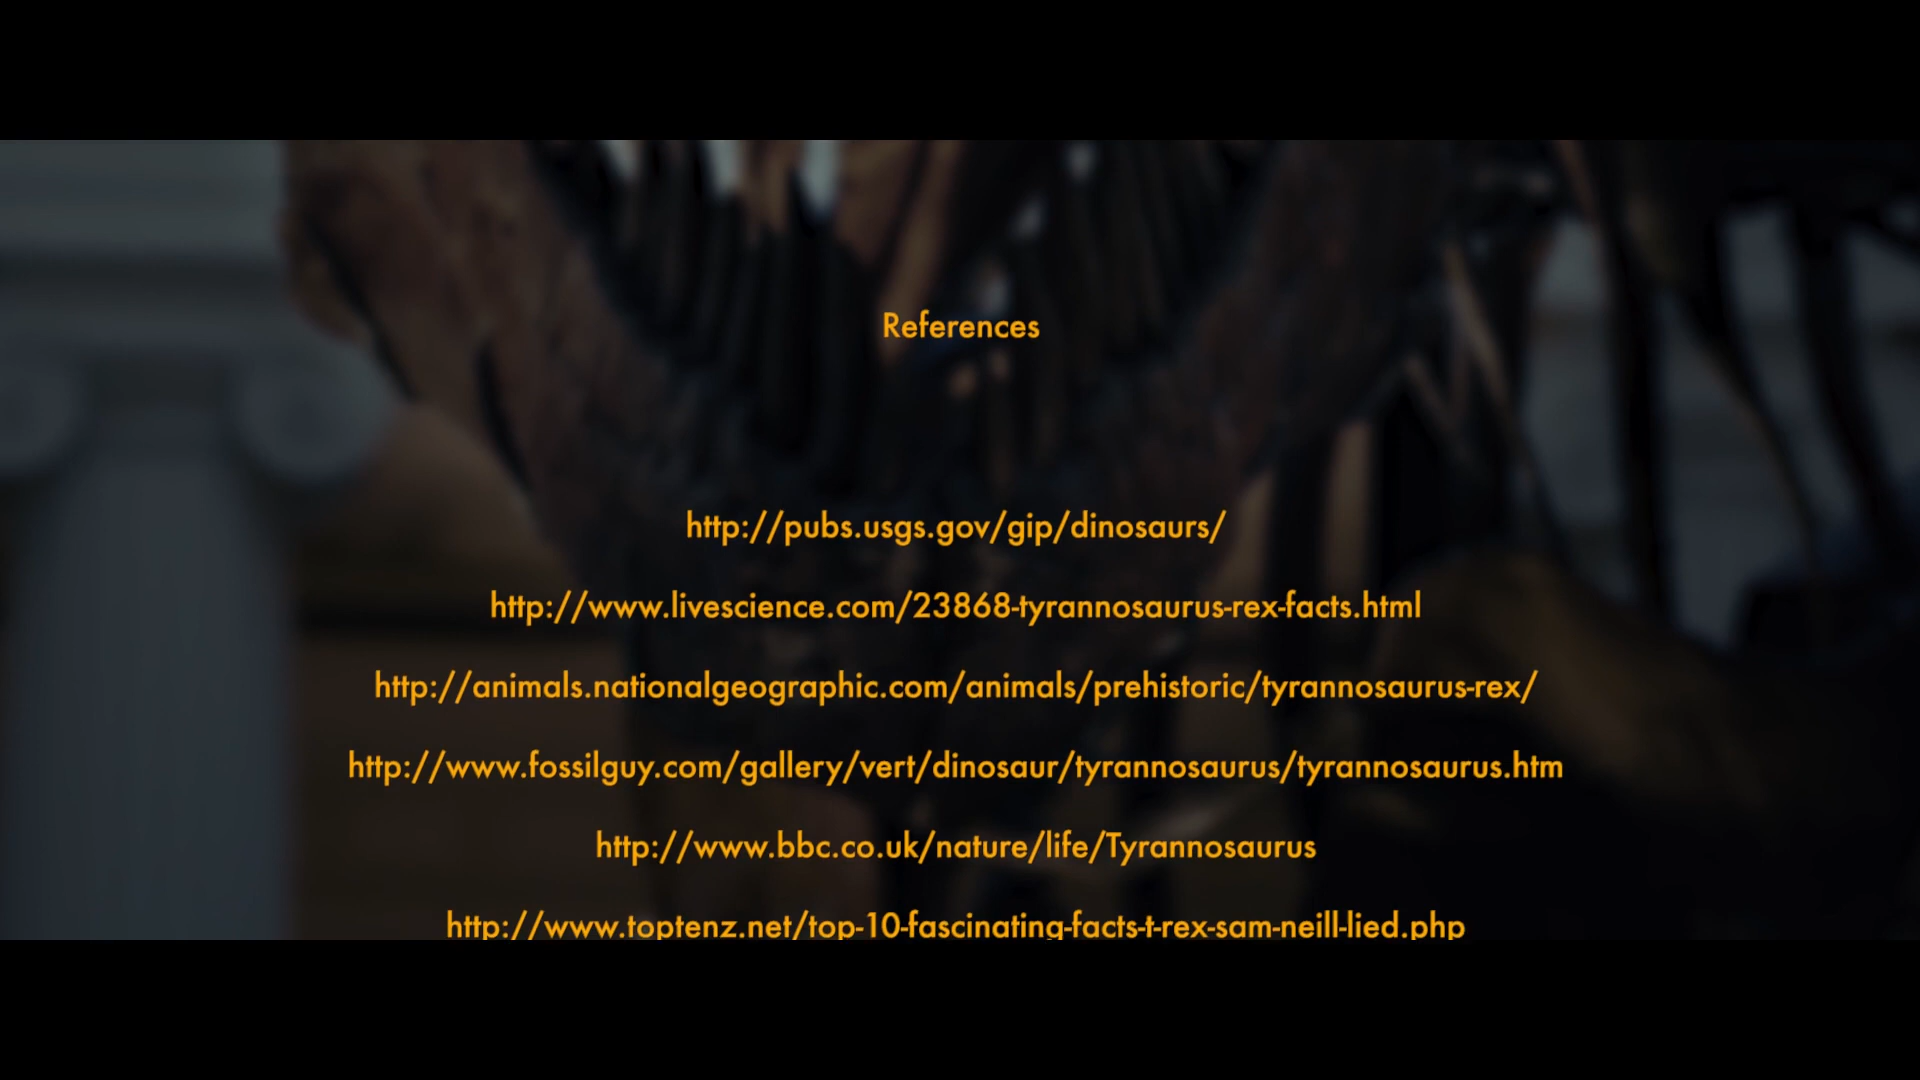 References
http://pubs.usgs.gov/gip/dinosaurs/
http://www.livescience.com/23868-tyrannosaurus-rex-facts.html
http://animals.nationalgeographic.com/animals/prehistoric/tyrannosaurus-rex/
http://www.fossilguy.com/gallery/vert/dinosaur/tyrannosaurus/tyrannosaurus.htm
http://www.bbc.co.uk/nature/life/Tyrannosaurus
http://www.toptenz.net/top-10-fascinating-facts-t-rex-sam-neill-lied.php